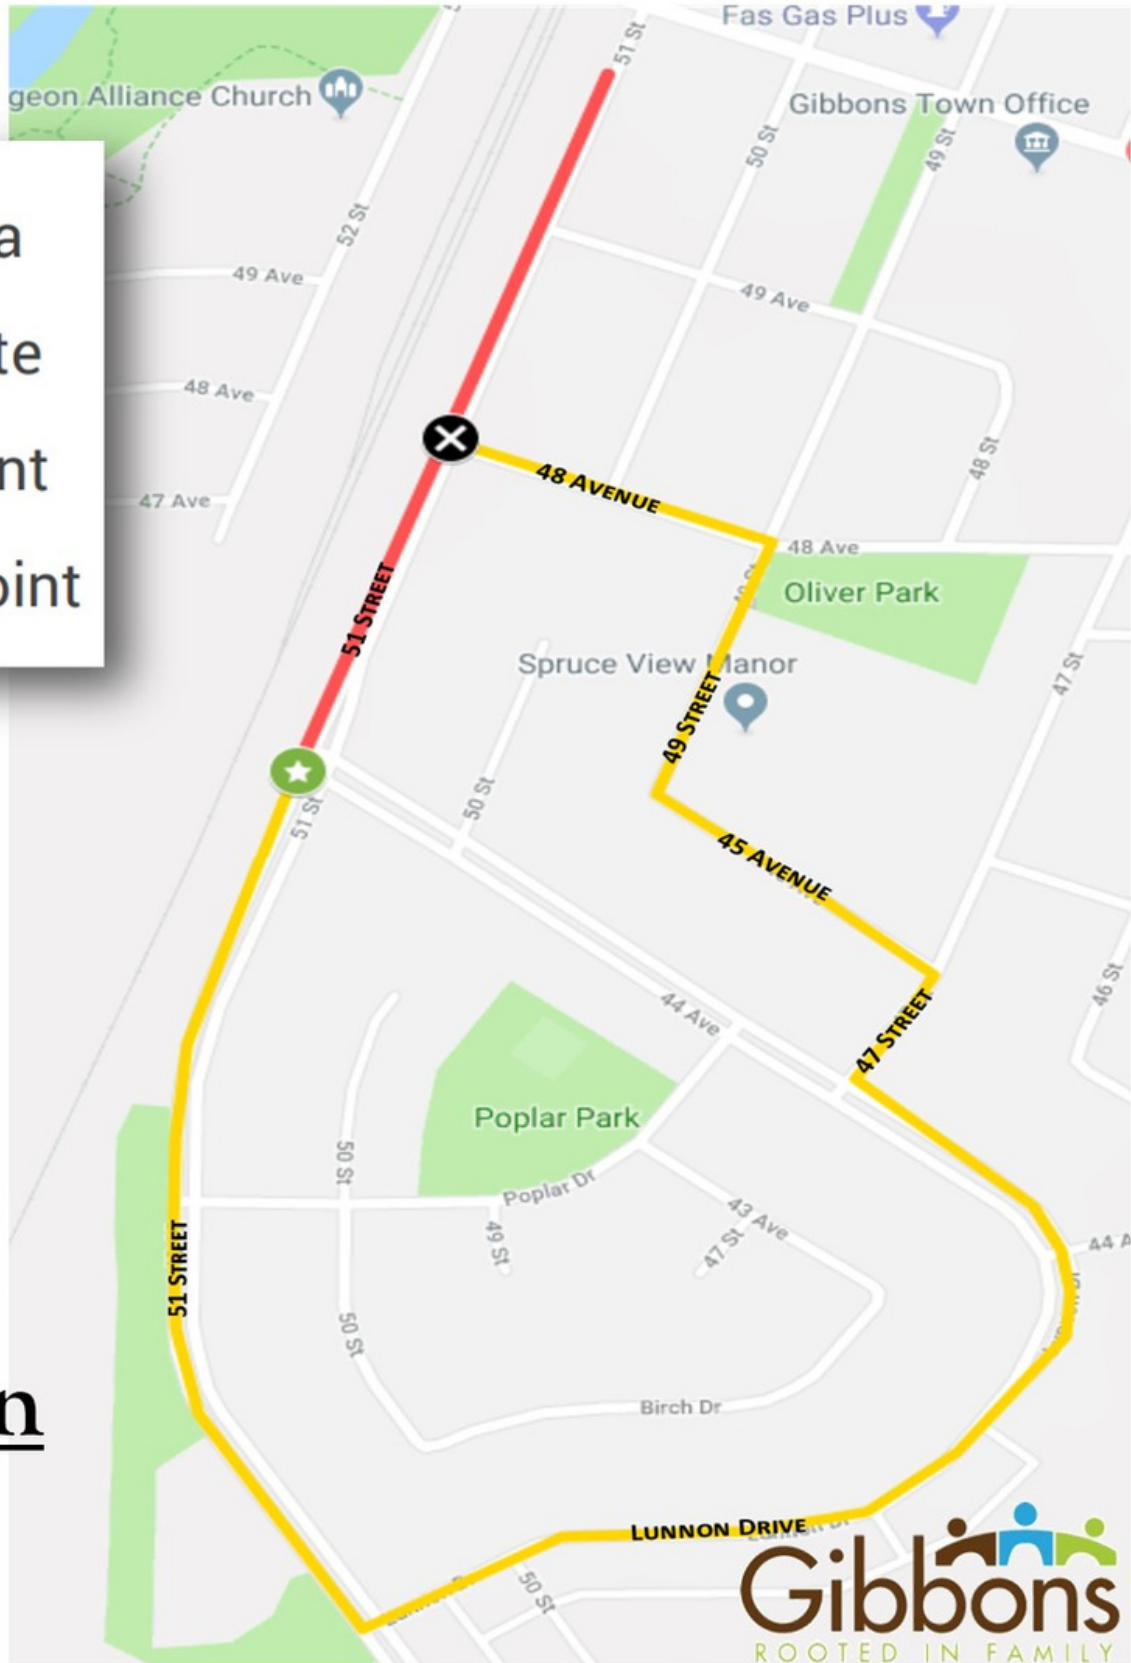 Fas Gas Plus
51 St
geon Alliance Church
Gibbons Town Office
50 St
49 St
a
52 St
49 Ave
49 Ave
te
48 Ave
48 St
nt
47 Ave
48 AVENUE
48 Ave
oint
Oliver Park
51 STREET
Spruce View Manor
47 St
49 STREET
50 St
51 St
45 AVENUE
46 St
44 Ave
47 STREET
Poplar Park
50 St
Poplar Dr
43 Ave
49 St
47 St
44 A
51 STREET
50 St
n
Birch Dr
LUNNON DRIVE
50 St
Gibbons
ROOTED IN FAMILY